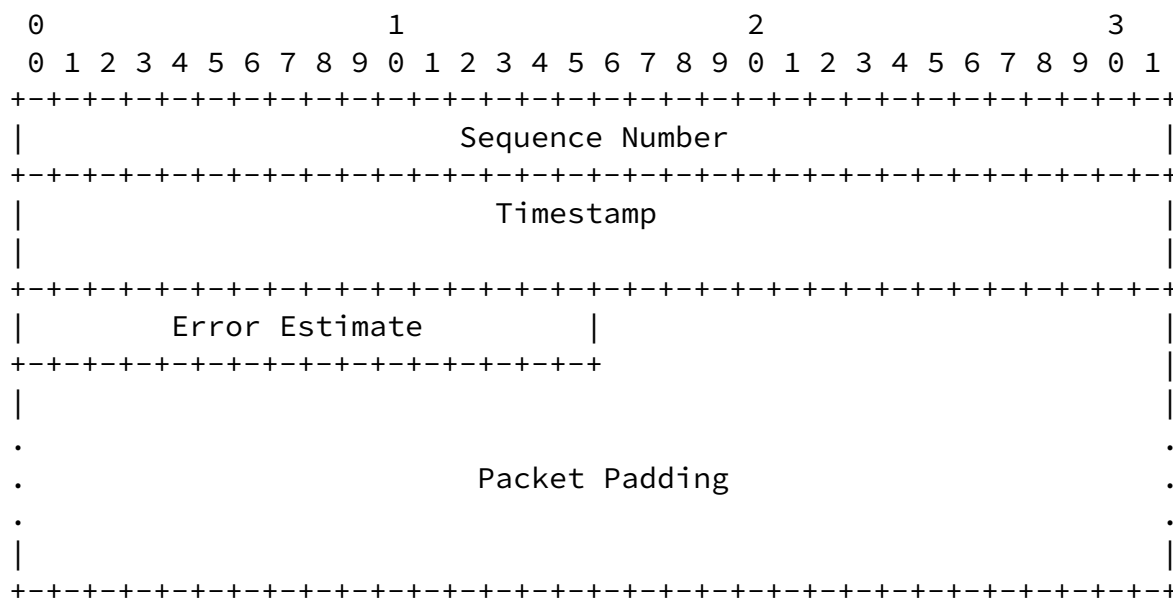 0                   1                   2                   3
 0 1 2 3 4 5 6 7 8 9 0 1 2 3 4 5 6 7 8 9 0 1 2 3 4 5 6 7 8 9 0 1
+-+-+-+-+-+-+-+-+-+-+-+-+-+-+-+-+-+-+-+-+-+-+-+-+-+-+-+-+-+-+-+-+
|                        Sequence Number                        |
+-+-+-+-+-+-+-+-+-+-+-+-+-+-+-+-+-+-+-+-+-+-+-+-+-+-+-+-+-+-+-+-+
|                          Timestamp                            |
|                                                               |
+-+-+-+-+-+-+-+-+-+-+-+-+-+-+-+-+-+-+-+-+-+-+-+-+-+-+-+-+-+-+-+-+
|        Error Estimate         |                               |
+-+-+-+-+-+-+-+-+-+-+-+-+-+-+-+-+                               |
|                                                               |
.                                                               .
.                         Packet Padding                        .
.                                                               .
|                                                               |
+-+-+-+-+-+-+-+-+-+-+-+-+-+-+-+-+-+-+-+-+-+-+-+-+-+-+-+-+-+-+-+-+